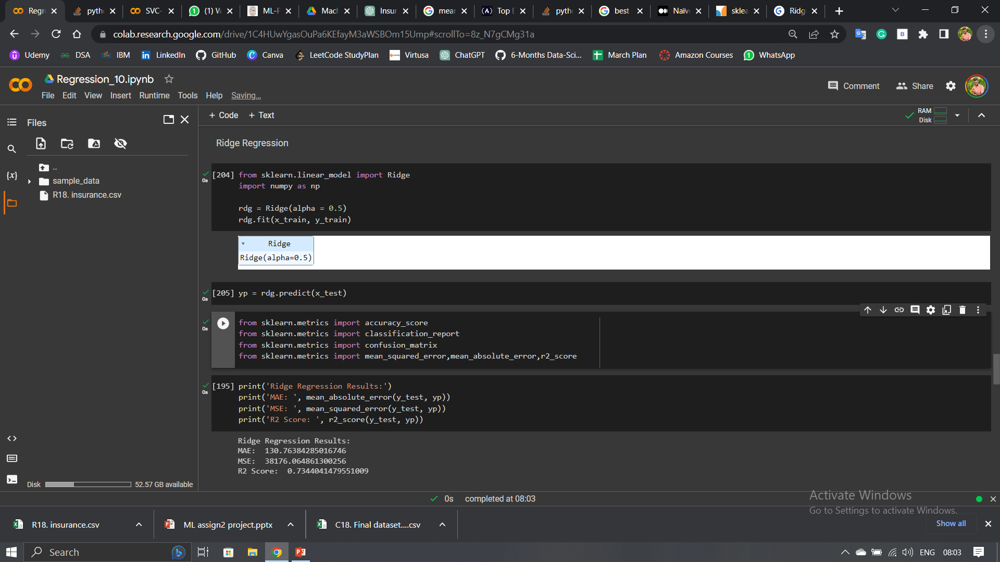 Regr
pyth
SVC-
(1) W
ML-P
Mach
Insur
mear
Top E
pyth
best
Naïv
sklea
Ridg
colab.research.google.com/drive/1C4HUwYgasOuPa6KEfayM3aWSBOm15Ump#scrollTo=8z_N7gCMg31a
Udemy
DSA
IBM
LinkedIn
GitHub
Canva
LeetCode StudyPlan
Virtusa
ChatGPT
6-Months Data-Sci...
March Plan
Amazon Courses
WhatsApp
Regression_10.ipynb
Comment
Share
File Edit View Insert Runtime Tools Help Saving...
Files
+ Code + Text
RAM
Disk
..
sample_data
R18. insurance.csv
Ridge Regression
[204] from sklearn.linear_model import Ridge
0s
import numpy as np
rdg = Ridge(alpha = 0.5)
rdg.fit(x_train, y_train)
Ridge
Ridge(alpha=0.5)
[205] yp = rdg.predict(x_test)
0s
from sklearn.metrics import accuracy_score
0s
from sklearn.metrics import classification_report
from sklearn.metrics import confusion_matrix
from sklearn.metrics import mean_squared_error,mean_absolute_error,r2_score
[195] print('Ridge Regression Results:')
0s
print('MAE: ', mean_absolute_error(y_test, yp))
print('MSE: ', mean_squared_error(y_test, yp))
print('R2 Score: ', r2_score(y_test, yp))
Ridge Regression Results:
MAE:  130.76384285016746
MSE:  38176.064861300256
R2 Score:  0.7344041479551009
Disk 52.57 GB available
0s completed at 08:03
Activate Windows
Go to Settings to activate Windows.
R18. insurance.csv
ML assign2 project.pptx
C18. Final dataset....csv
Show all
Search
ENG 08:03